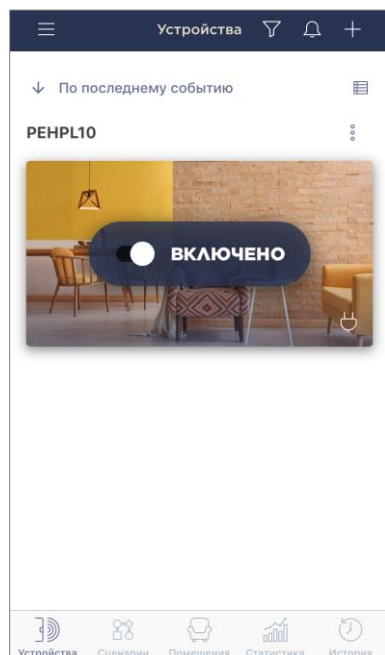 Устройства
По последнему событию
PEHPL10
ВКЛЮЧЕНО
Устройства Сценарии Помещения Статистика История